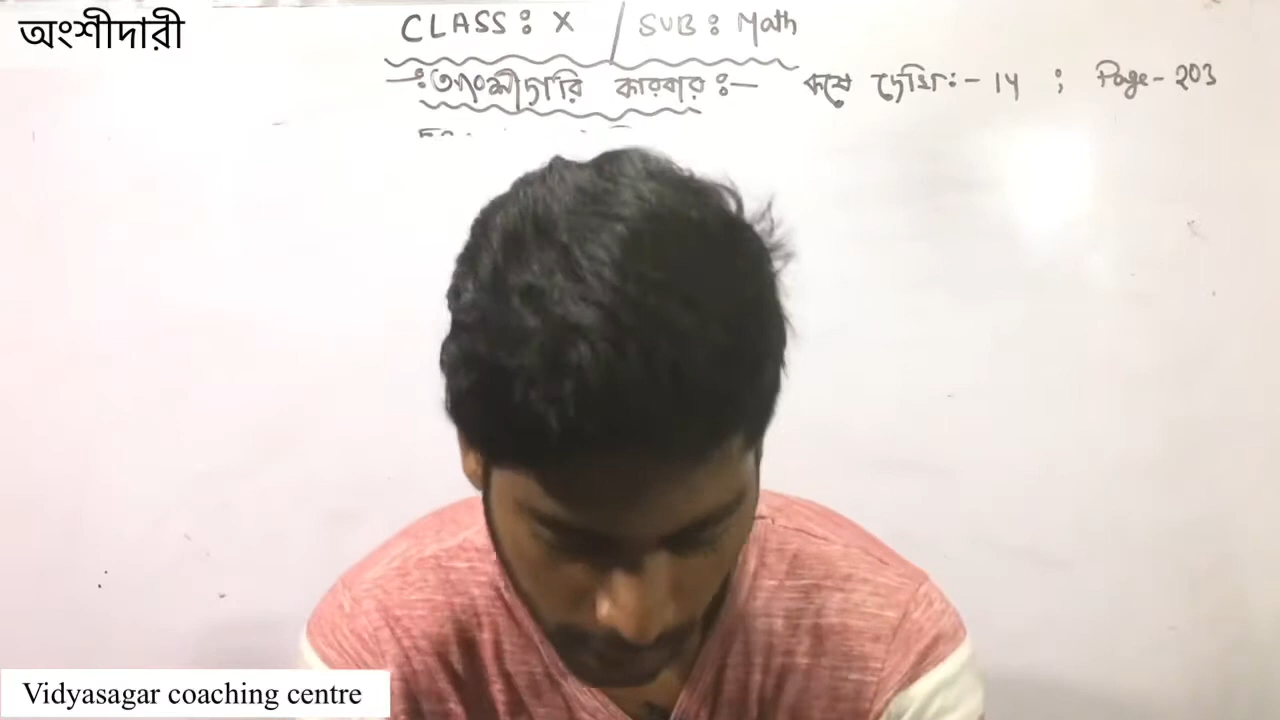 অংশীদারী
CLASS : X / SUB : Math
-: অংশীদারি কারবার :- কষে দেখি :- 14 ; Page - 203
Vidyasagar coaching centre